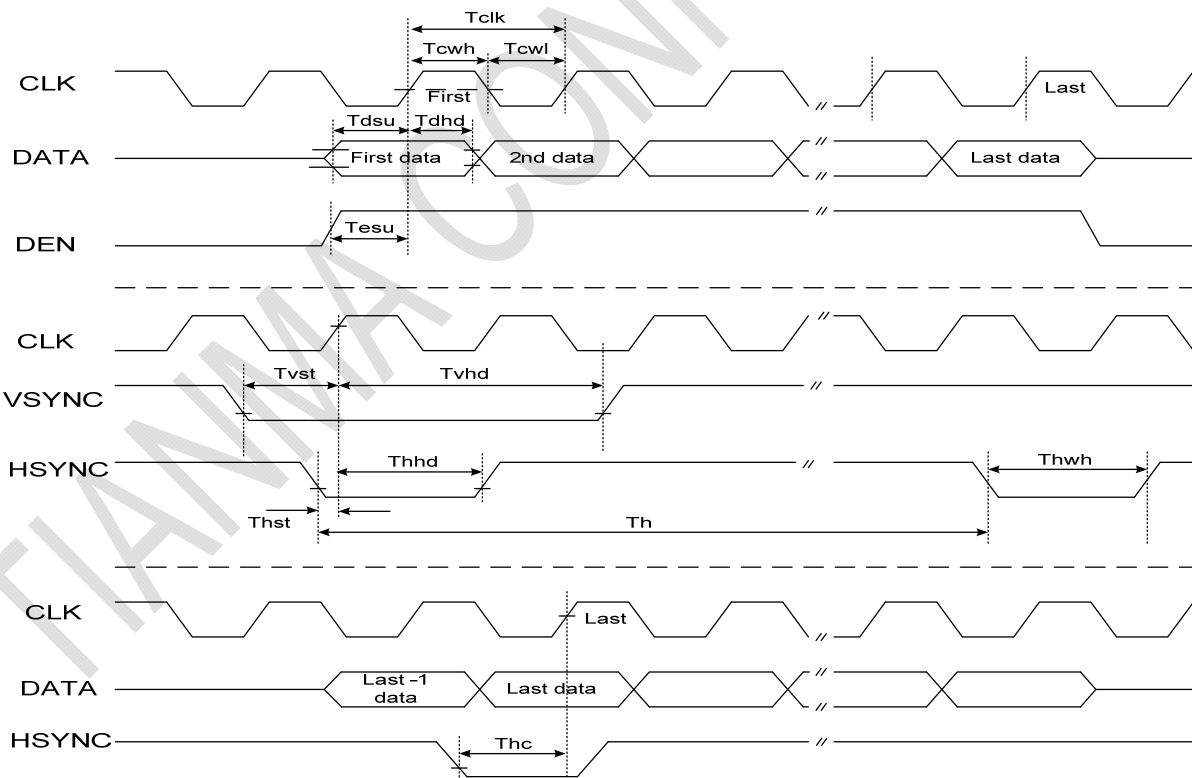 Tclk
Tcwh Tcwl
CLK First Last
Tdsu Tdhd
DATA First data 2nd data // Last data
DEN Tesu //
CLK //
Tvst Tvhd
VSYNC //
HSYNC Thhd // Thwh
Thst Th
CLK Last //
DATA Last -1 data Last data //
HSYNC Thc //
TIANMA CONF